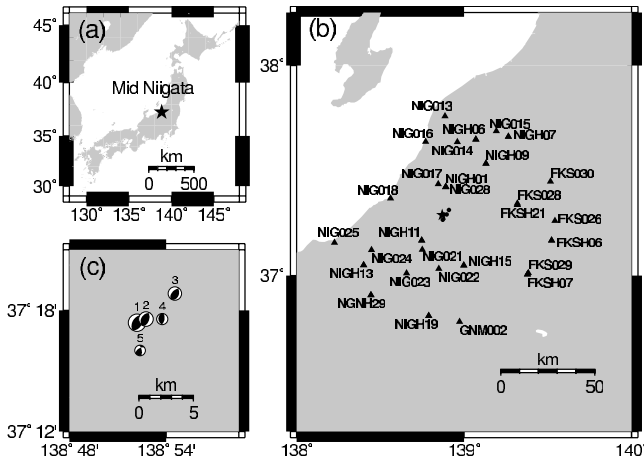 (a)
45°
40°
35°
30°
130° 135° 140° 145°
Mid Niigata
km
0 500
(b)
38°
37°
138° 139° 140°
NIG013
NIG015
NIGH06
NIGH07
NIG016
NIG014
NIGH09
NIG017
NIGH01
NIG028
NIG018
FKS030
FKS028
FKSH21
FKS026
NIG025
NIGH11
FKSH06
NIG021
NIG024
NIGH15
NIGH13
NIG022
NIG023
FKS029
FKSH07
NGNH29
NIGH19
GNM002
km
0 50
(c)
37° 18'
37° 12'
138° 48' 138° 54'
3
1 2 4
5
km
0 5